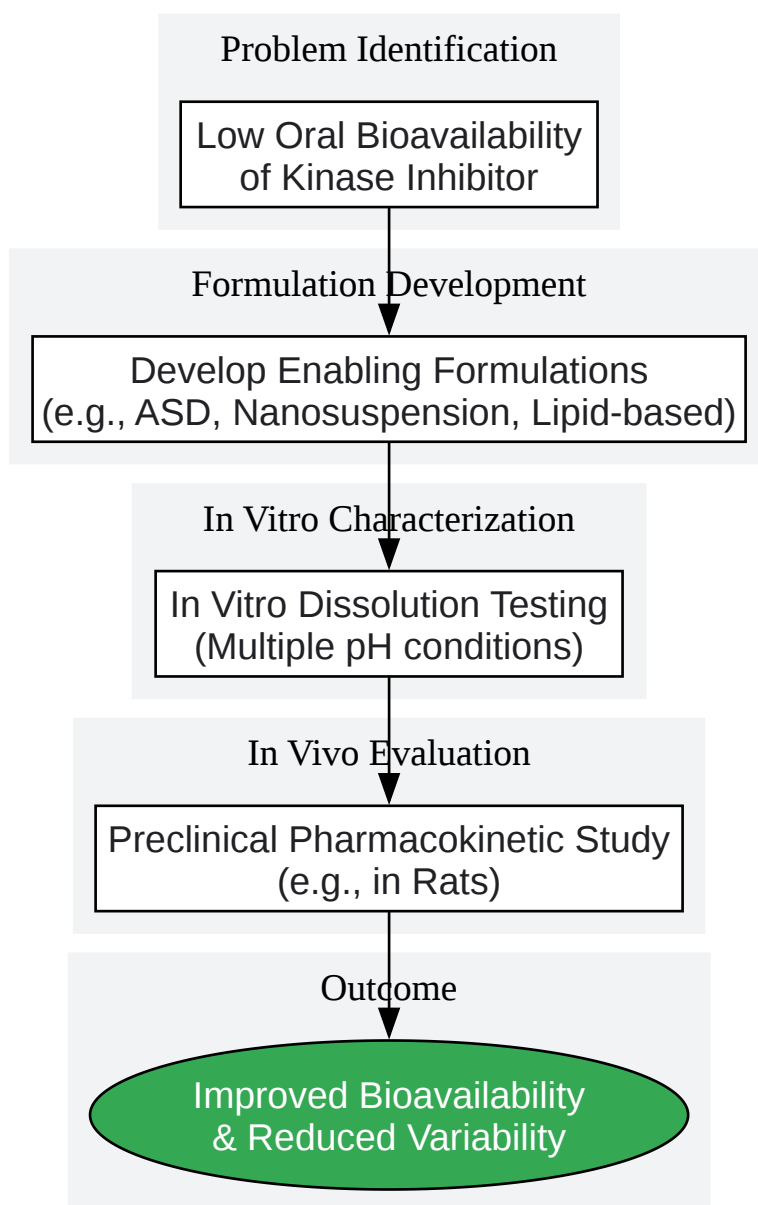 Problem Identification
Low Oral Bioavailability
of Kinase Inhibitor
Formulation Development
Develop Enabling Formulations
(e.g., ASD, Nanosuspension, Lipid-based)
In Vitro Characterization
In Vitro Dissolution Testing
(Multiple pH conditions)
In Vivo Evaluation
Preclinical Pharmacokinetic Study
(e.g., in Rats)
Outcome
Improved Bioavailability
& Reduced Variability